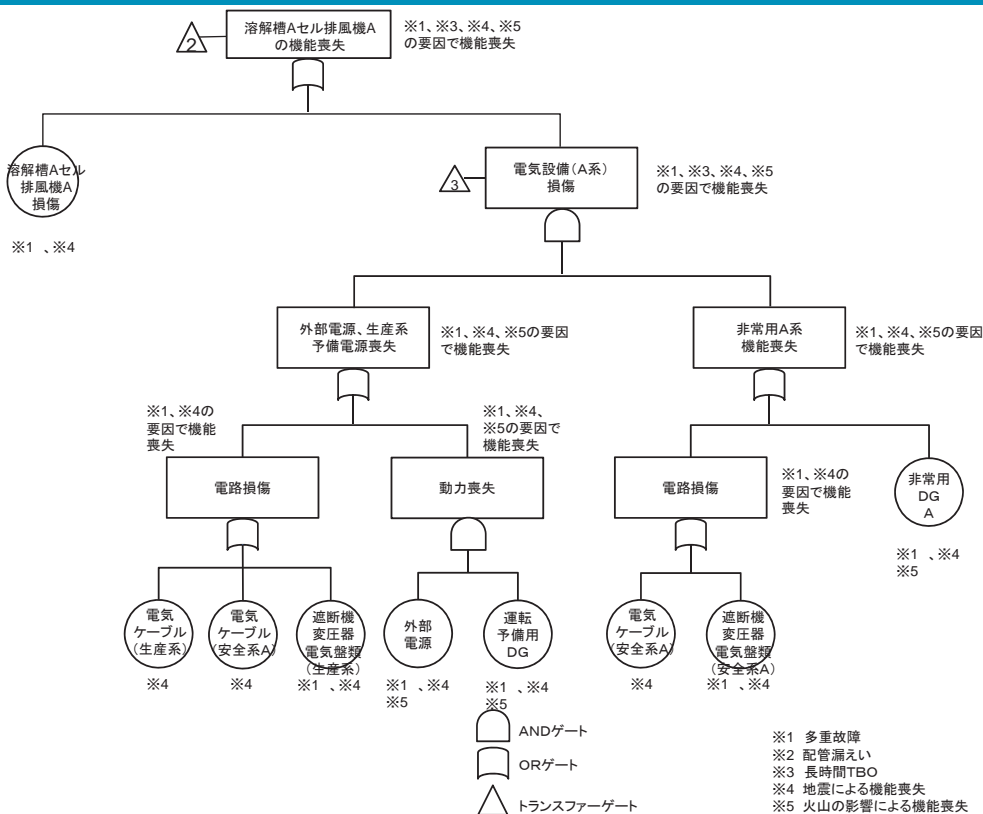 溶解槽Aセル排風機A
の機能喪失
※1、※3、※4、※5
の要因で機能喪失
2
溶解槽Aセル
排風機A
損傷
※1 、※4
3
電気設備(A系)
損傷
※1、※3、※4、※5
の要因で機能喪失
外部電源、生産系
予備電源喪失
※1、※4、※5の要因
で機能喪失
非常用A系
機能喪失
※1、※4、※5の要因
で機能喪失
※1、※4の
要因で機能
喪失
※1、※4、
※5の要因で
機能喪失
電路損傷
動力喪失
電路損傷
※1、※4の
要因で機能
喪失
非常用
DG
A
※1 、※4
※5
電気
ケーブル
(生産系)
※4
電気
ケーブル
(安全系A)
※4
遮断機
変圧器
電気盤類
(生産系)
※1 、※4
外部
電源
※1 、※4
※5
運転
予備用
DG
※1 、※4
※5
電気
ケーブル
(安全系A)
※4
遮断機
変圧器
電気盤類
(安全系A)
※1 、※4
ANDゲート
ORゲート
トランスファーゲート
※1 多重故障
※2 配管漏えい
※3 長時間TBO
※4 地震による機能喪失
※5 火山の影響による機能喪失